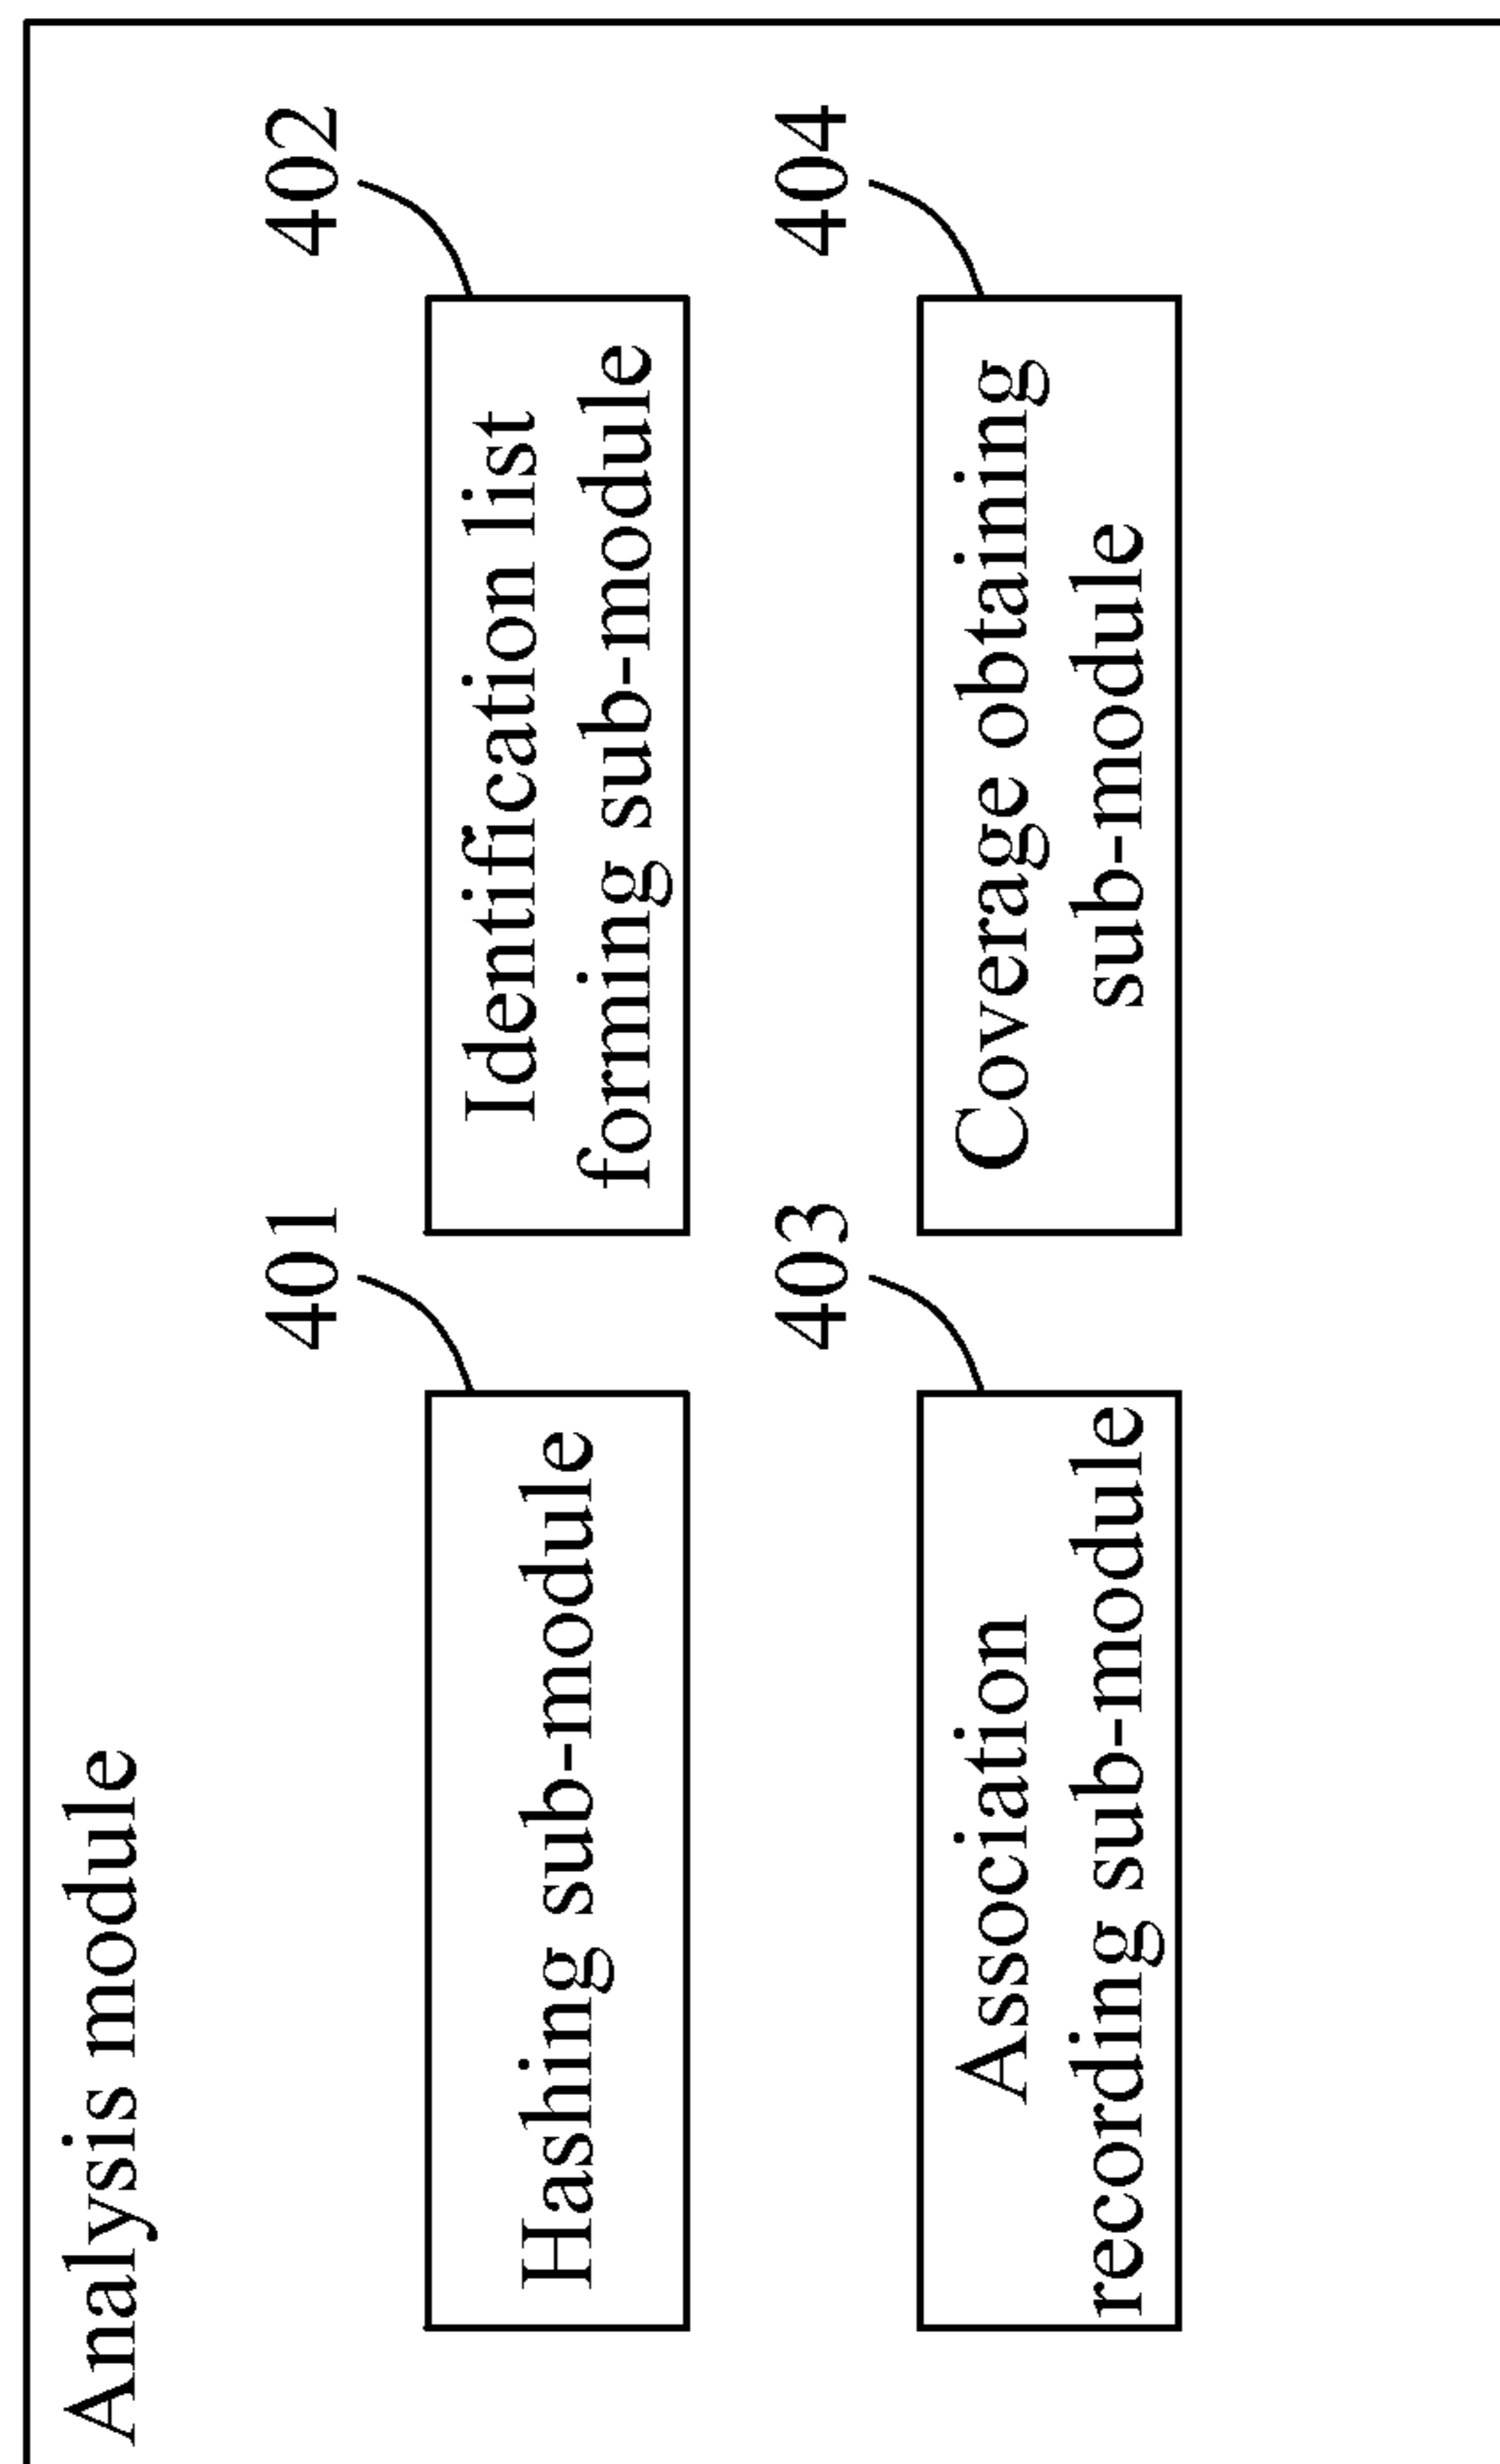 Analysis module
401
402
Hashing sub-module
Identification list
forming sub-module
403
404
Association
recording sub-module
Coverage obtaining
sub-module